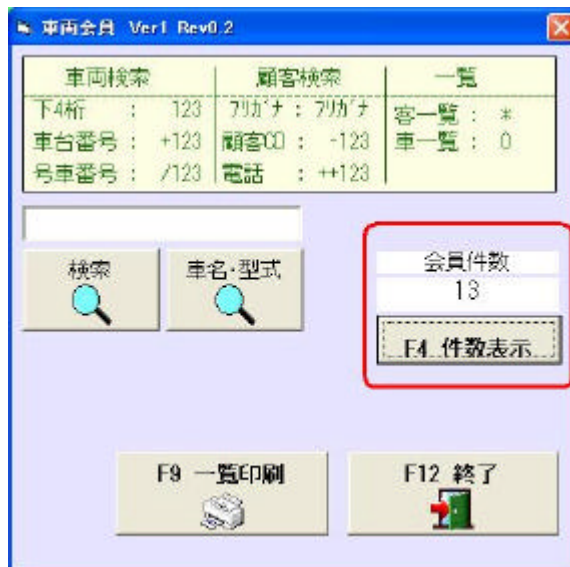 車両会員 Ver1 Rev0.2
車両検索 顧客検索 一覧
下4桁 : 123 フリガナ : フリガナ 客一覧 : *
車台番号 : +123 顧客CD : -123 車一覧 : 0
号車番号 : /123 電話 : ++123
検索 車名・型式
会員件数
13
F4 件数表示
F9 一覧印刷 F12 終了